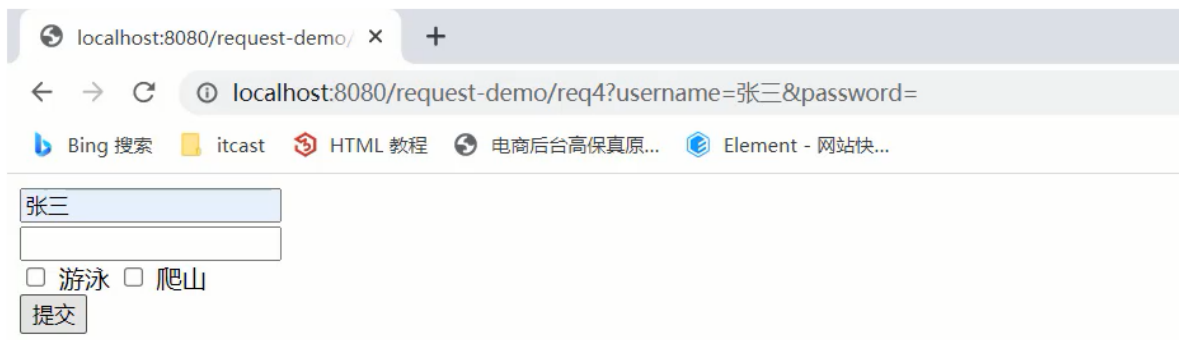 localhost:8080/request-demo/
localhost:8080/request-demo/req4?username=张三&password=
Bing 搜索 itcast HTML 教程 电商后台高保真原... Element - 网站快...
张三
游泳 爬山
提交